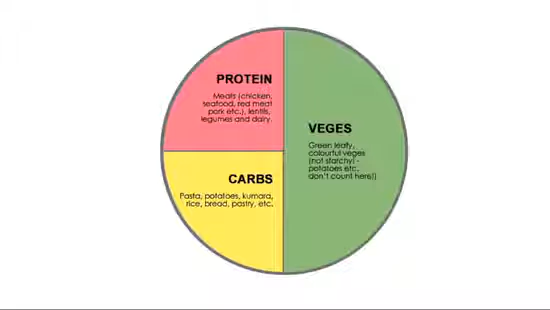 PROTEIN
Meats (chicken,
seafood, red meat
pork etc.), lentils,
legumes and dairy.
VEGES
Green leafy,
colourful veges
(not starchy) -
potatoes etc.
don't count here!)
CARBS
Pasta, potatoes, kumara,
rice, bread, pastry, etc.